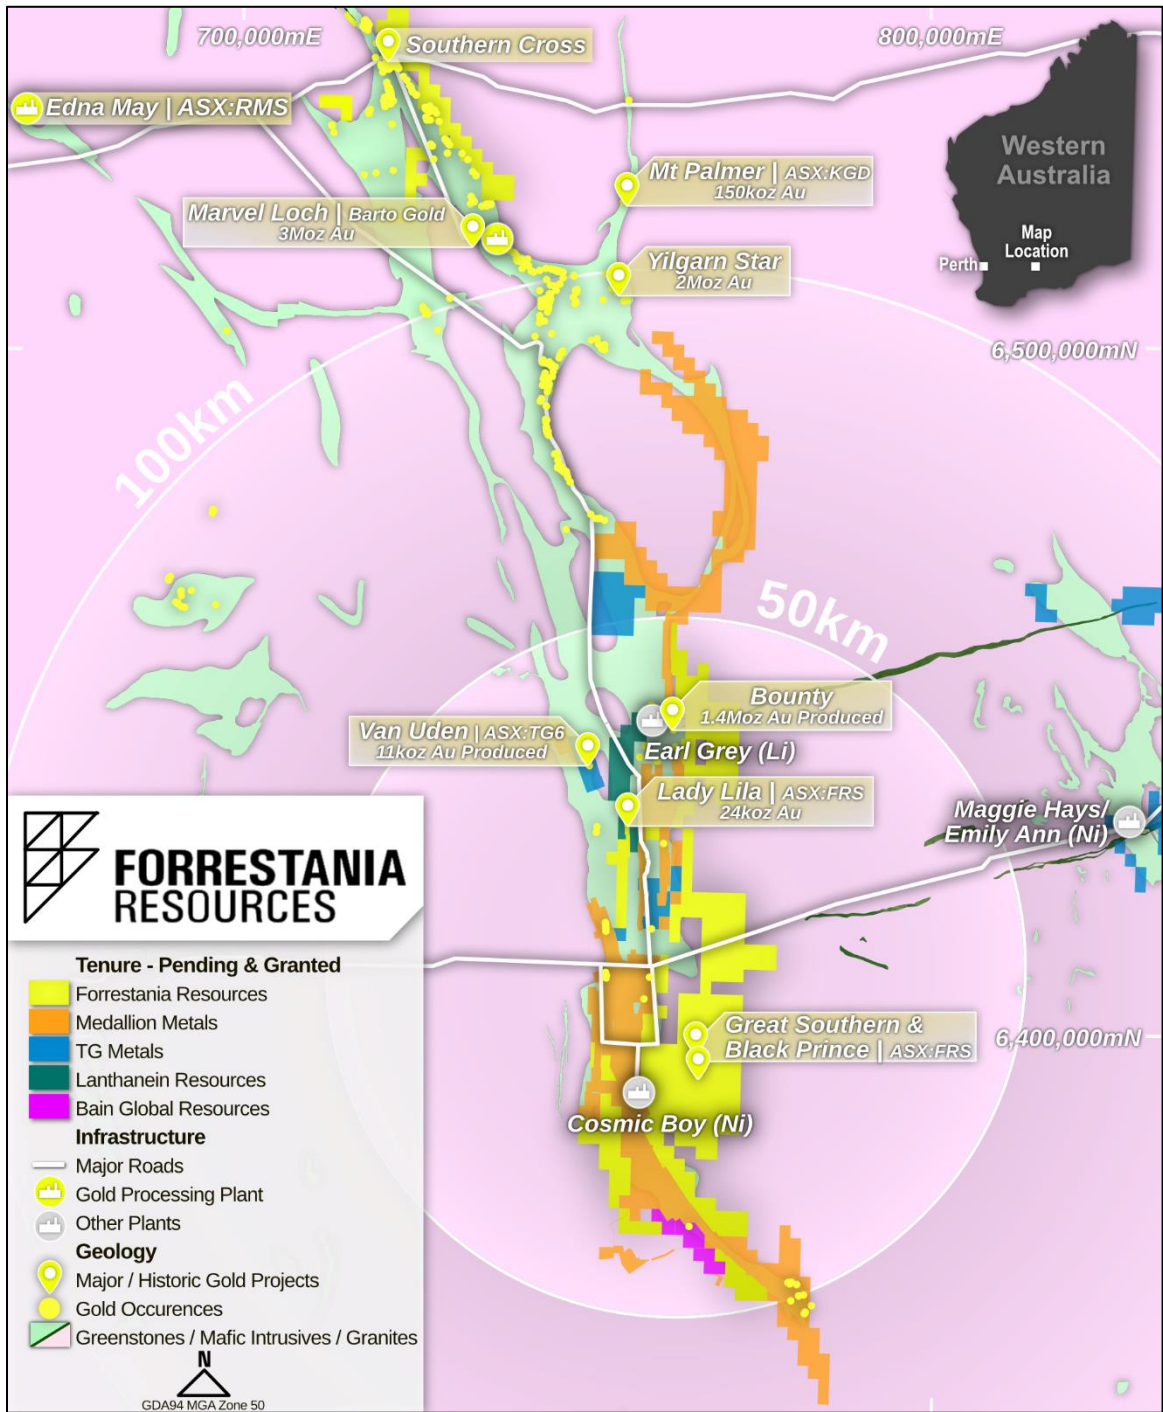 700,000mE
800,000mE
Southern Cross
Edna May | ASX:RMS
Western
Australia
Map
Location
Perth
Mt Palmer | ASX:KGD
150koz Au
Marvel Loch | Barto Gold
3Moz Au
Yilgarn Star
2Moz Au
6,500,000mN
100km
50km
Bounty
1.4Moz Au Produced
Van Uden | ASX:TG6
11koz Au Produced
Earl Grey (Li)
Lady Lila | ASX:FRS
24koz Au
Maggie Hays/
Emily Ann (Ni)
Great Southern &
Black Prince | ASX:FRS
6,400,000mN
Cosmic Boy (Ni)
FORRESTANIA
RESOURCES
Tenure - Pending & Granted
Forrestania Resources
Medallion Metals
TG Metals
Lanthanein Resources
Bain Global Resources
Infrastructure
Major Roads
Gold Processing Plant
Other Plants
Geology
Major / Historic Gold Projects
Gold Occurences
Greenstones / Mafic Intrusives / Granites
N
GDA94 MGA Zone 50